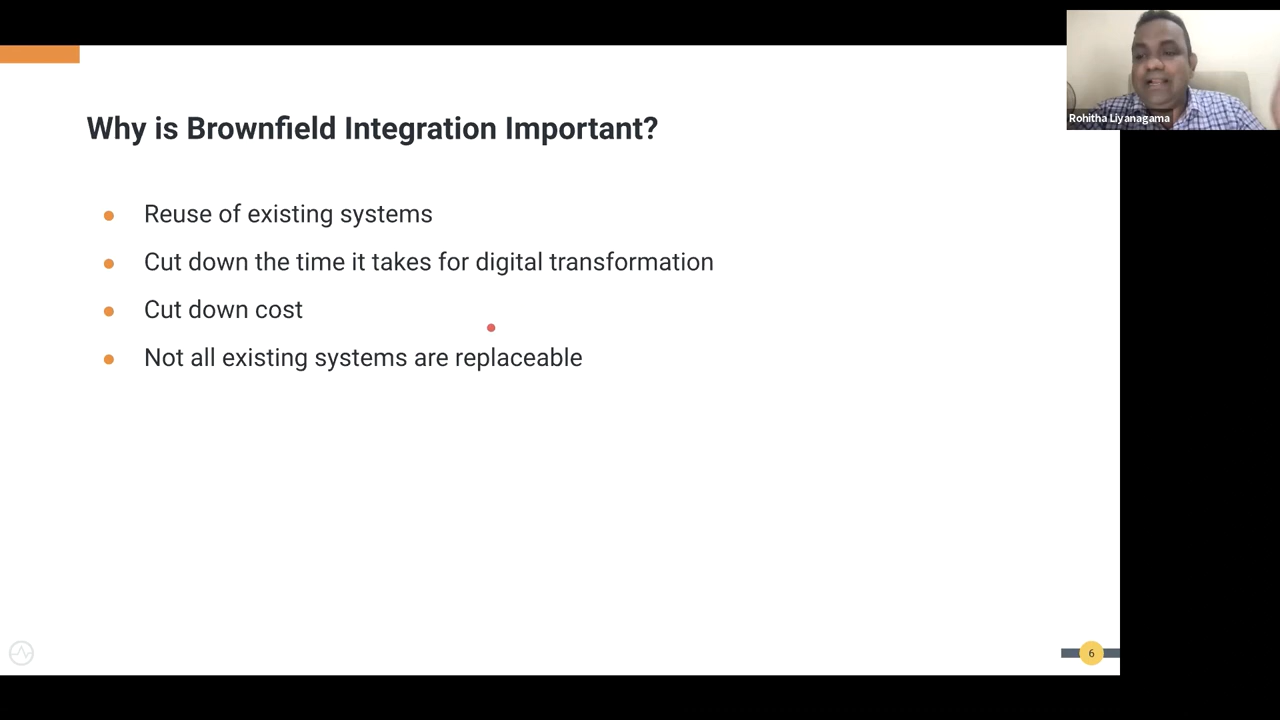 Why is Brownfield Integration Important?
Reuse of existing systems
Cut down the time it takes for digital transformation
Cut down cost
Not all existing systems are replaceable
Rohitha Liyanagama
6